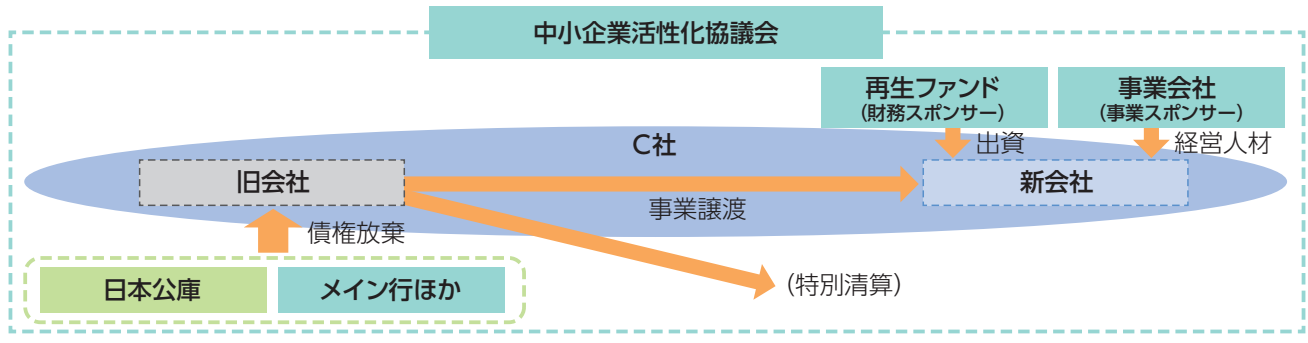 中小企業活性化協議会
再生ファンド
(財務スポンサー)
事業会社
(事業スポンサー)
C社
出資
経営人材
旧会社
新会社
事業譲渡
債権放棄
日本公庫
メイン行ほか
(特別清算)